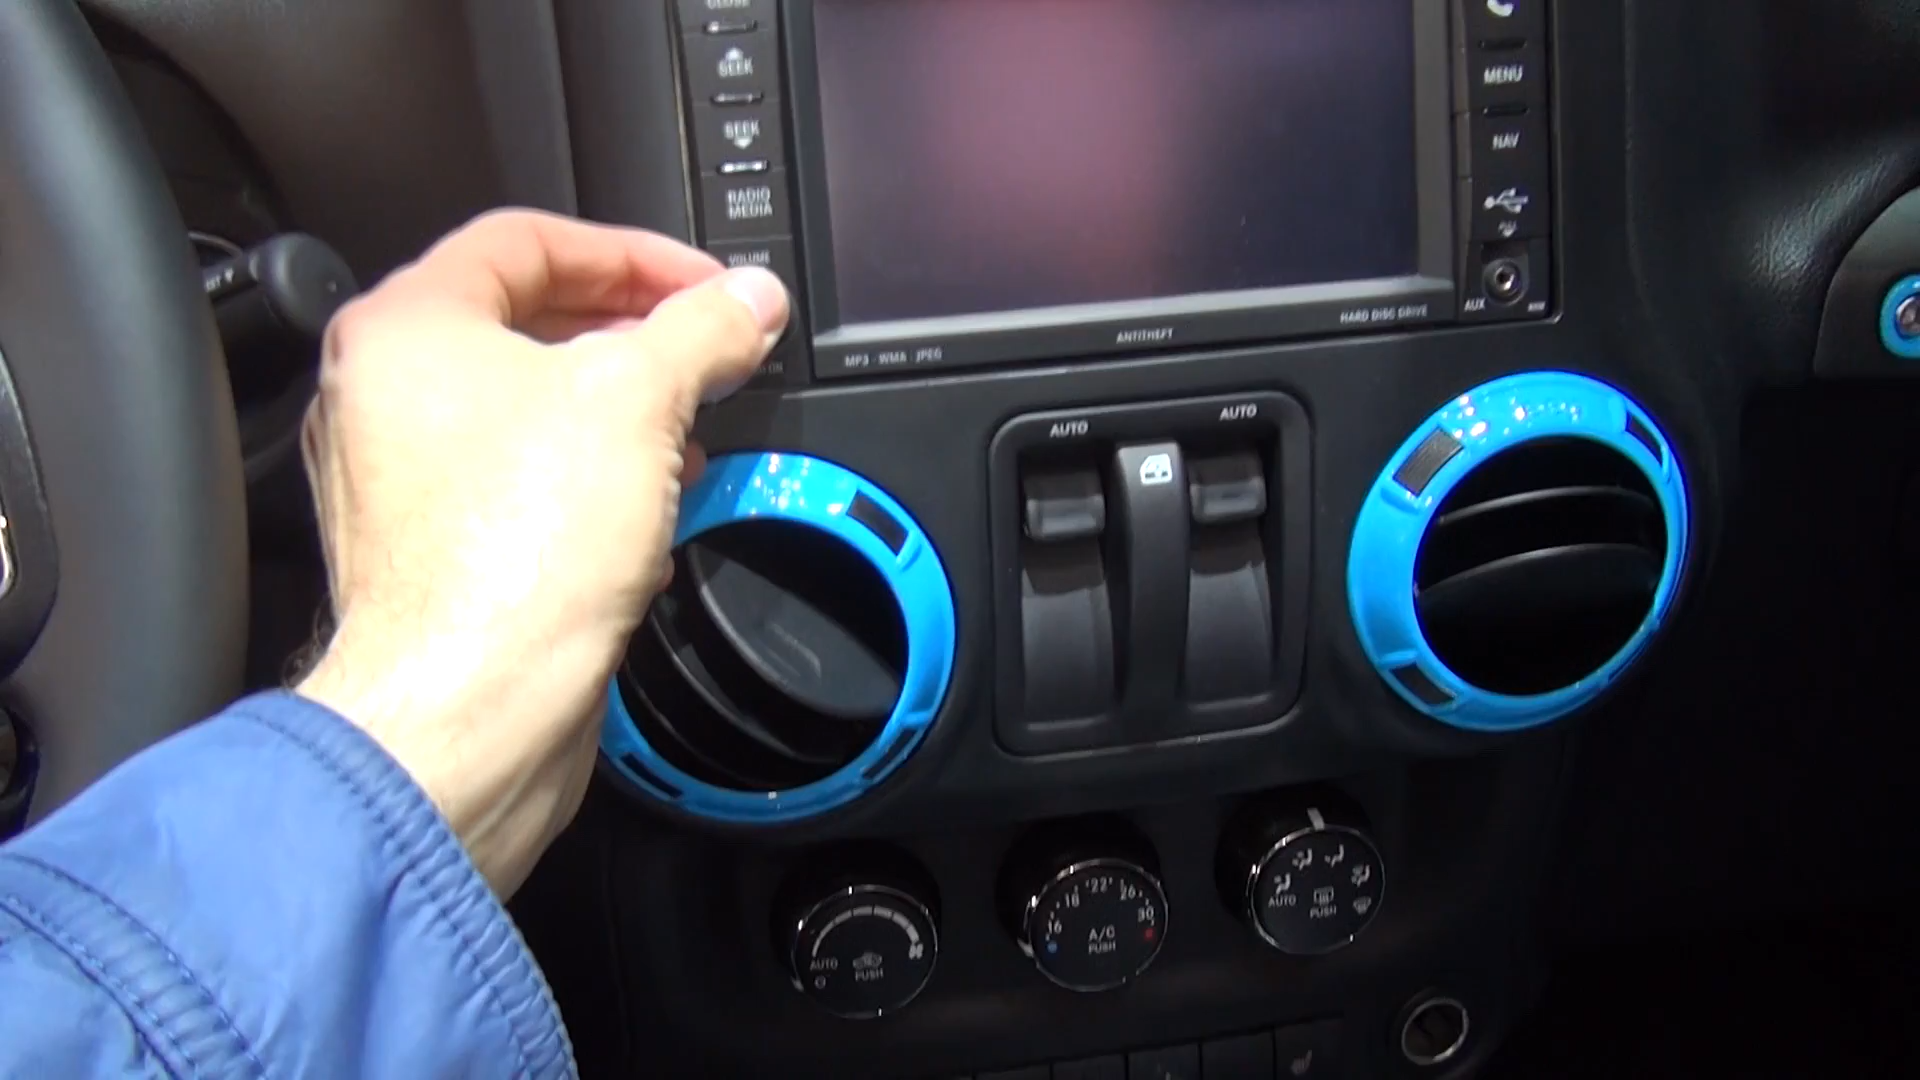 CLOSE
SEEK
SEEK
RADIO
MEDIA
VOLUME
MENU
NAV
AUX
MP3 · WMA · JPEG
ANTITHEFT
HARD DISC DRIVE
AUTO
AUTO
AUTO
PUSH
16
18
22
26
30
A/C
PUSH
AUTO
PUSH